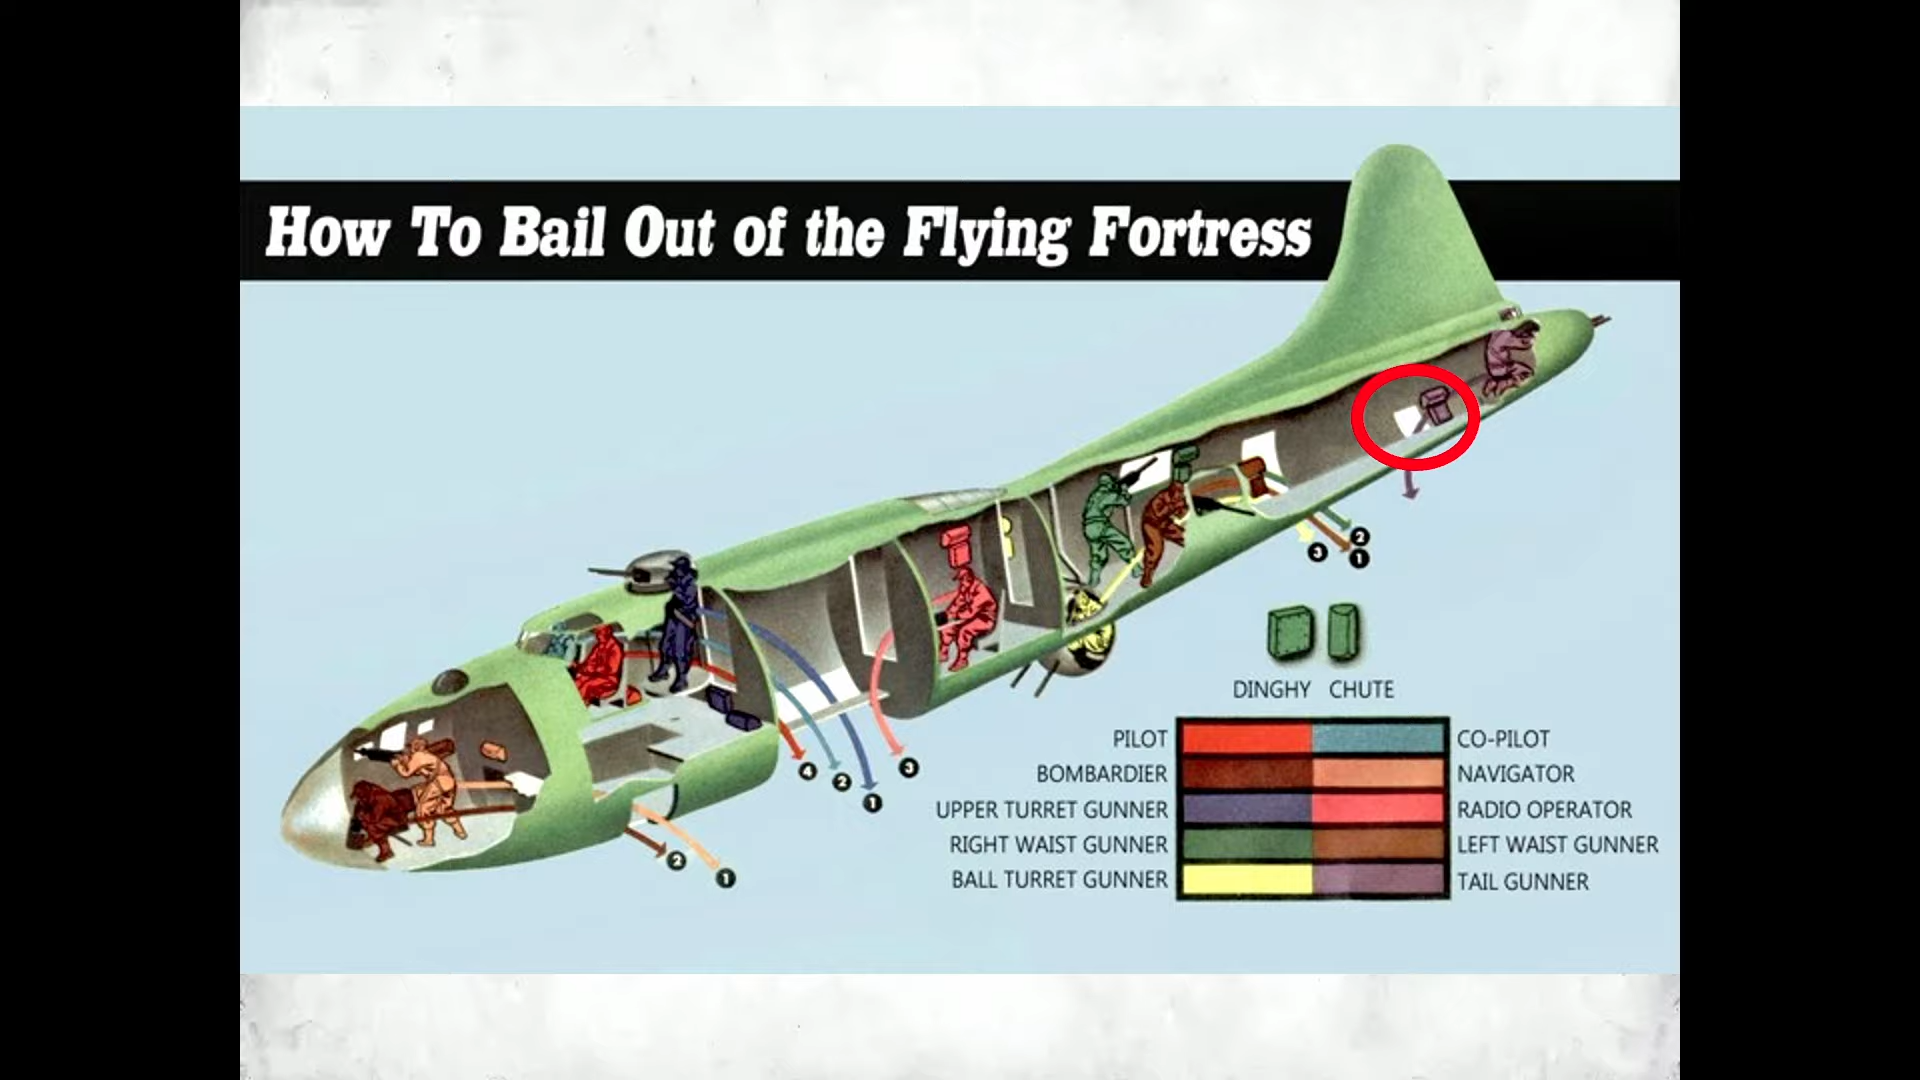 How To Bail Out of the Flying Fortress
2
1
3
DINGHY CHUTE
4
2
1
3
2
1
PILOT CO-PILOT
BOMBARDIER NAVIGATOR
UPPER TURRET GUNNER RADIO OPERATOR
RIGHT WAIST GUNNER LEFT WAIST GUNNER
BALL TURRET GUNNER TAIL GUNNER